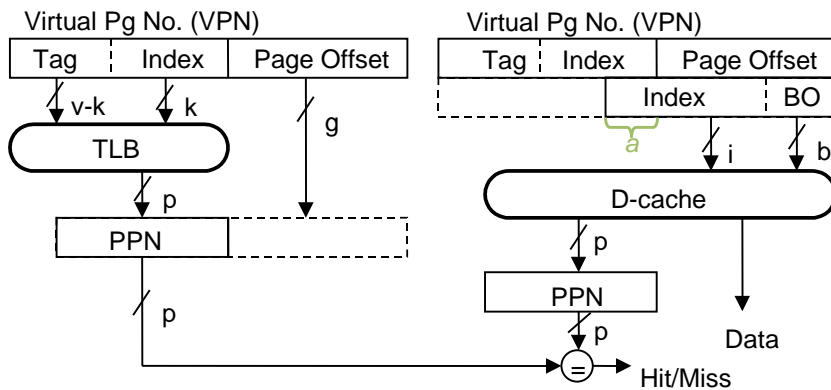 Virtual Pg No. (VPN)
Tag Index Page Offset
v-k k g
TLB
p
PPN
p
Virtual Pg No. (VPN)
Tag Index Page Offset
Index BO
a
i b
D-cache
p
PPN
p
Data
=
Hit/Miss